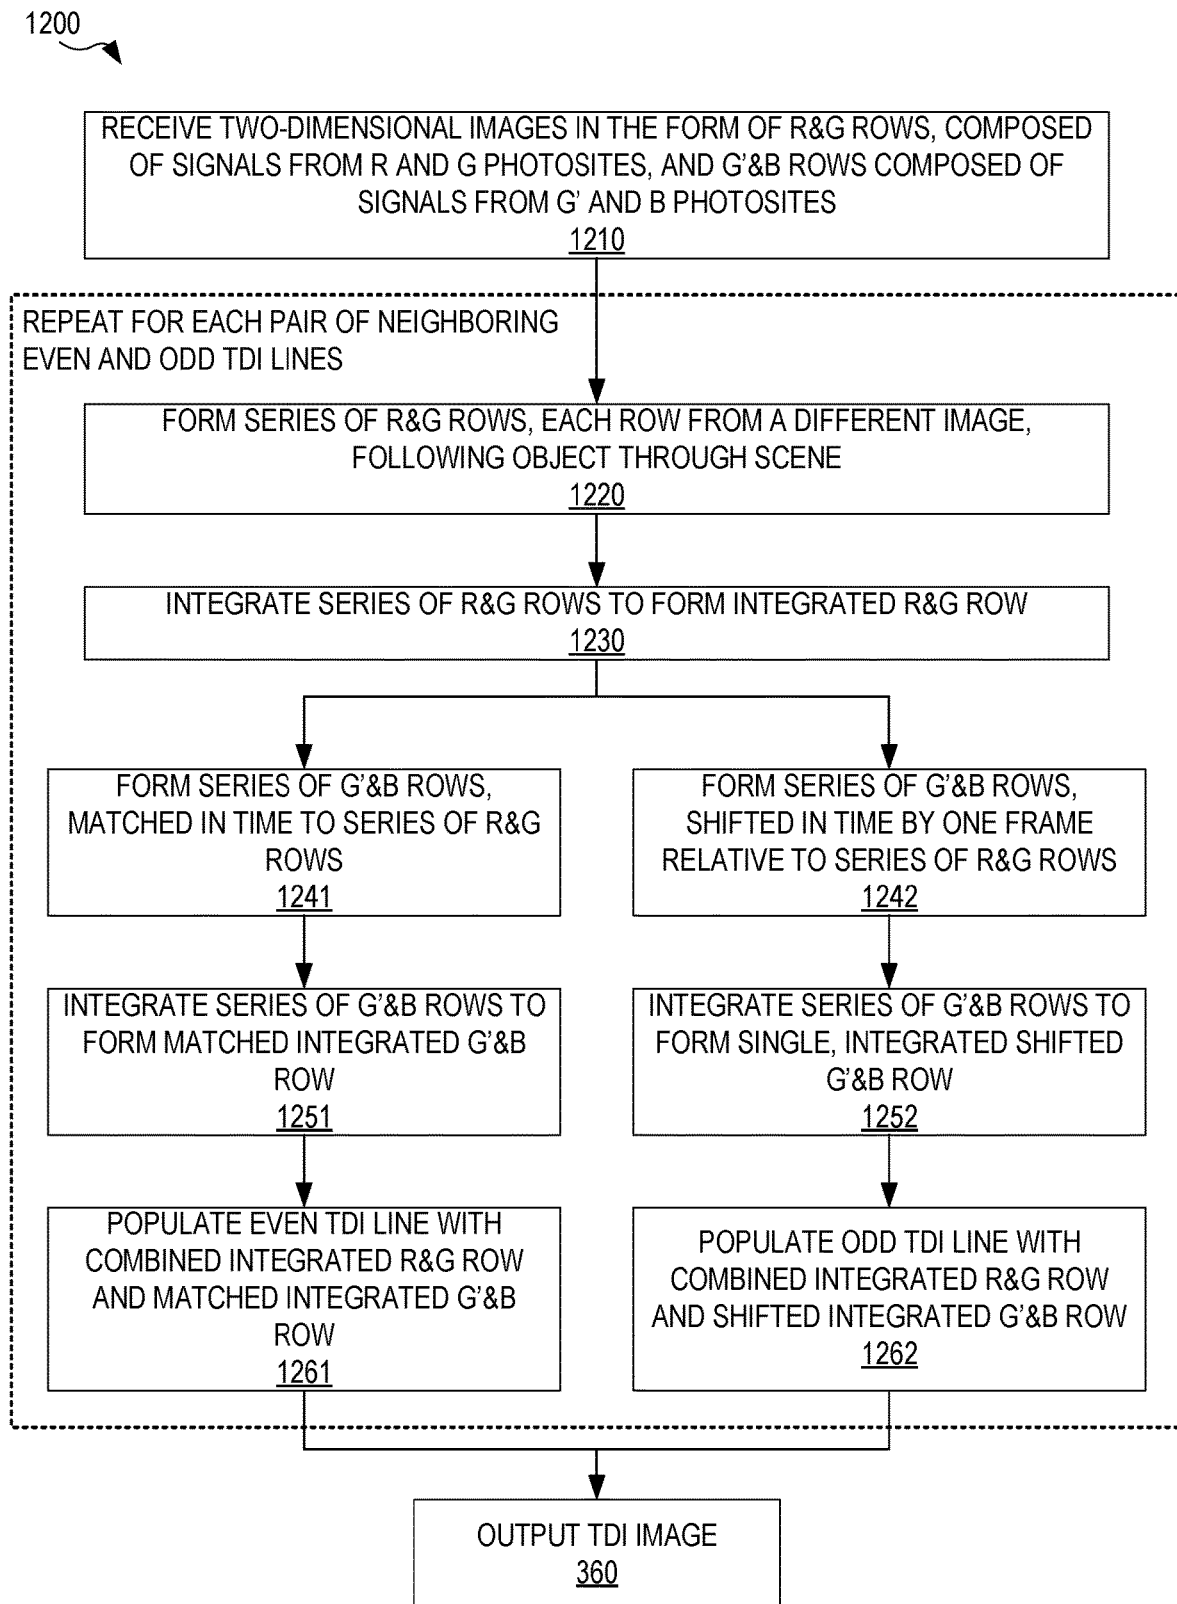 1200
RECEIVE TWO-DIMENSIONAL IMAGES IN THE FORM OF R&G ROWS, COMPOSED
OF SIGNALS FROM R AND G PHOTOSITES, AND G'&B ROWS COMPOSED OF
SIGNALS FROM G' AND B PHOTOSITES
1210
REPEAT FOR EACH PAIR OF NEIGHBORING
EVEN AND ODD TDI LINES
FORM SERIES OF R&G ROWS, EACH ROW FROM A DIFFERENT IMAGE,
FOLLOWING OBJECT THROUGH SCENE
1220
INTEGRATE SERIES OF R&G ROWS TO FORM INTEGRATED R&G ROW
1230
FORM SERIES OF G'&B ROWS,
MATCHED IN TIME TO SERIES OF R&G
ROWS
1241
FORM SERIES OF G'&B ROWS,
SHIFTED IN TIME BY ONE FRAME
RELATIVE TO SERIES OF R&G ROWS
1242
INTEGRATE SERIES OF G'&B ROWS TO
FORM MATCHED INTEGRATED G'&B
ROW
1251
INTEGRATE SERIES OF G'&B ROWS TO
FORM SINGLE, INTEGRATED SHIFTED
G'&B ROW
1252
POPULATE EVEN TDI LINE WITH
COMBINED INTEGRATED R&G ROW
AND MATCHED INTEGRATED G'&B
ROW
1261
POPULATE ODD TDI LINE WITH
COMBINED INTEGRATED R&G ROW
AND SHIFTED INTEGRATED G'&B ROW
1262
OUTPUT TDI IMAGE
360